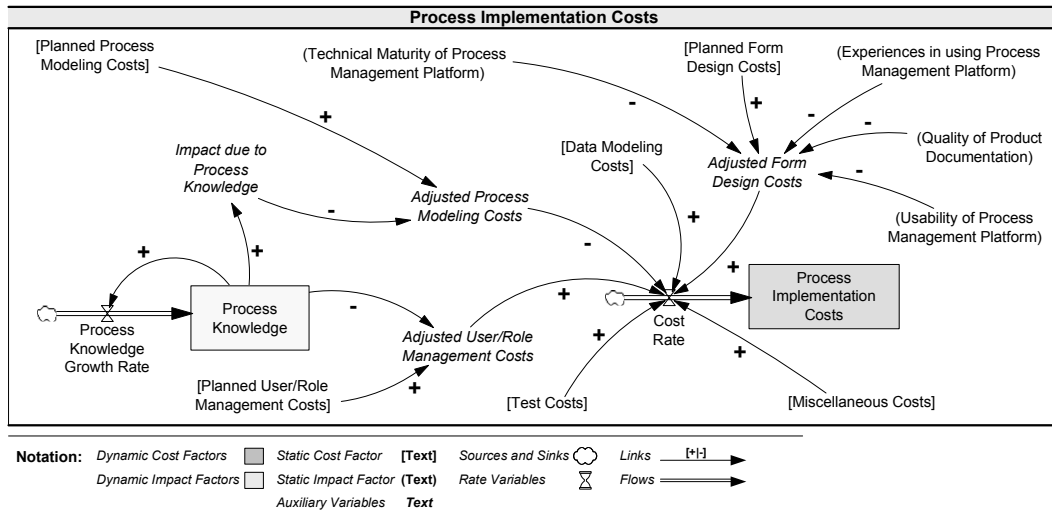 Process Implementation Costs
[Planned Process
Modeling Costs]
(Technical Maturity of Process
Management Platform)
[Planned Form
Design Costs]
(Experiences in using Process
Management Platform)
+
-
+
-
-
Impact due to
Process
Knowledge
[Data Modeling
Costs]
Adjusted Form
Design Costs
(Quality of Product
Documentation)
-
Adjusted Process
Modeling Costs
-
(Usability of Process
Management Platform)
+
+
+
-
+
Process
Knowledge
Process
Knowledge
Growth Rate
-
+
Cost
Rate
Process
Implementation
Costs
Adjusted User/Role
Management Costs
+
+
[Planned User/Role
Management Costs]
+
[Test Costs]
[Miscellaneous Costs]
Notation:
Dynamic Cost Factors
Static Cost Factor [Text]
Sources and Sinks
Links [+|-]
Dynamic Impact Factors
Static Impact Factor (Text)
Rate Variables
Flows
Auxiliary Variables Text